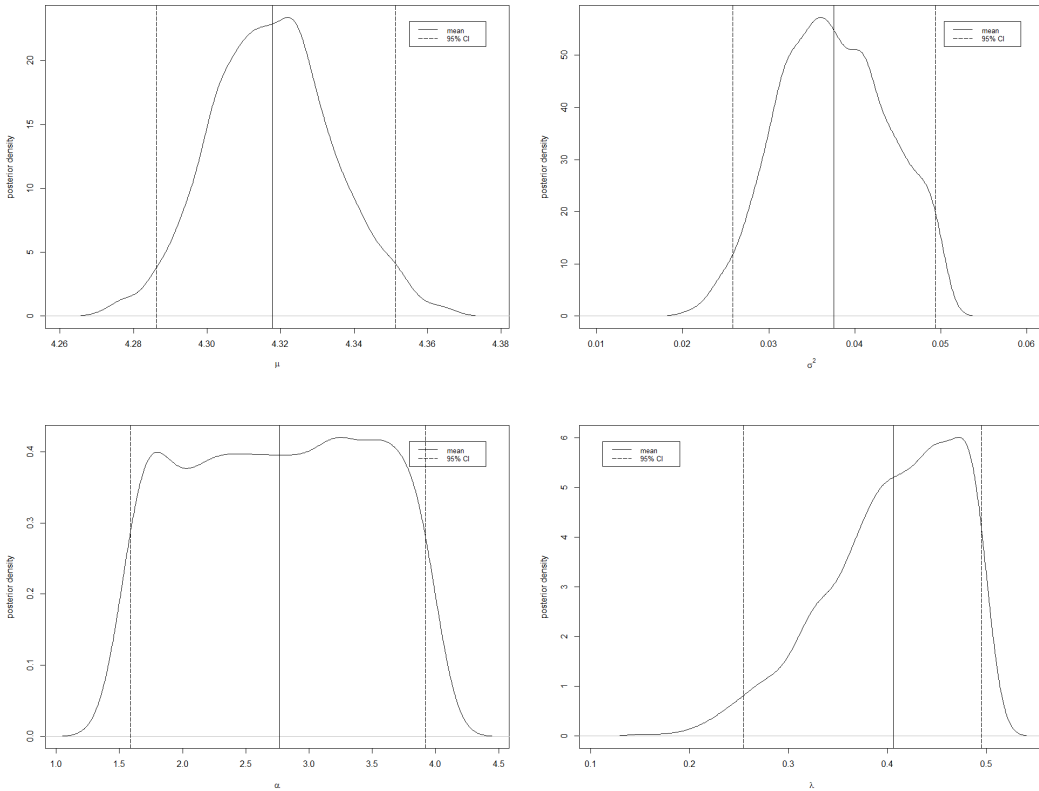 posterior density
20
15
10
5
0
mean
95% CI
4.26 4.28 4.30 4.32 4.34 4.36 4.38
μ
posterior density
50
40
30
20
10
0
mean
95% CI
0.01 0.02 0.03 0.04 0.05 0.06
σ²
posterior density
0.4
0.3
0.2
0.1
0.0
mean
95% CI
1.0 1.5 2.0 2.5 3.0 3.5 4.0 4.5
α
posterior density
6
5
4
3
2
1
0
mean
95% CI
0.1 0.2 0.3 0.4 0.5
λ